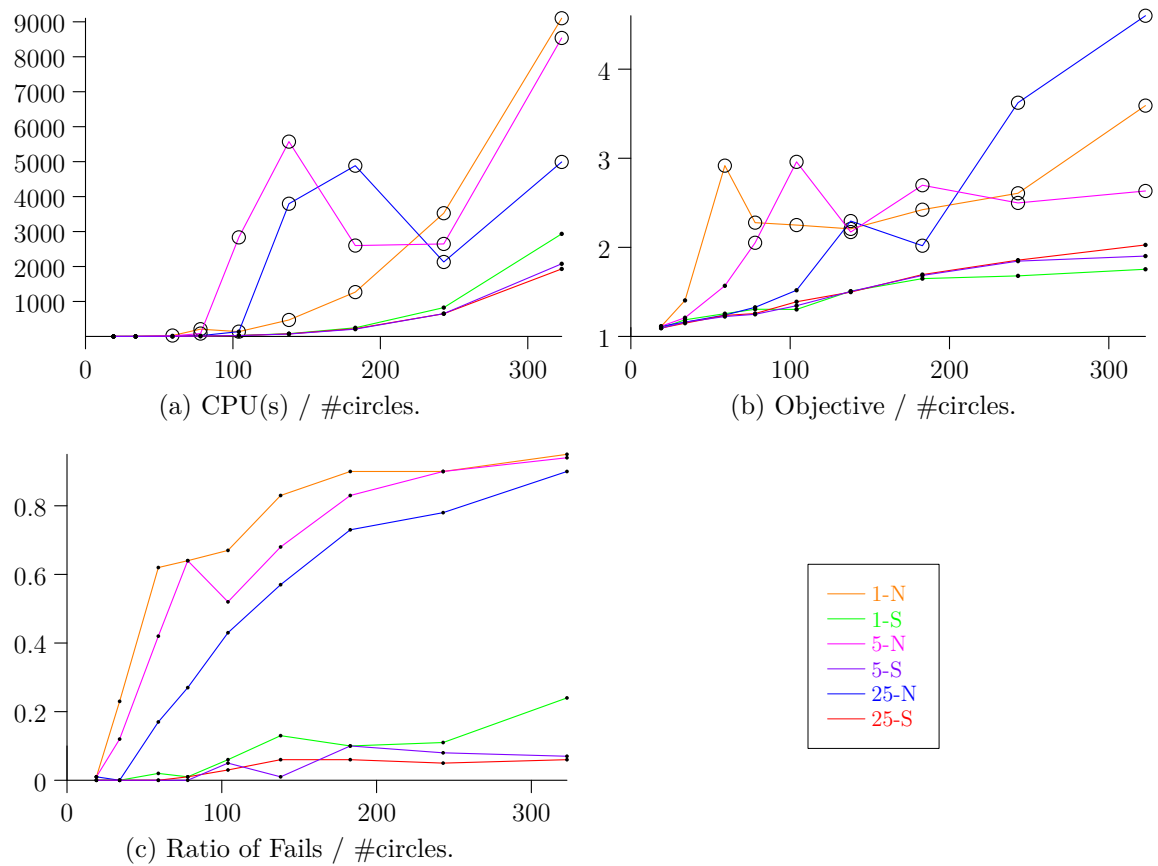 9000
8000
7000
6000
5000
4000
3000
2000
1000
0 100 200 300
(a) CPU(s) / #circles.
4
3
2
1
0 100 200 300
(b) Objective / #circles.
0.8
0.6
0.4
0.2
0
0 100 200 300
(c) Ratio of Fails / #circles.
1-N
1-S
5-N
5-S
25-N
25-S